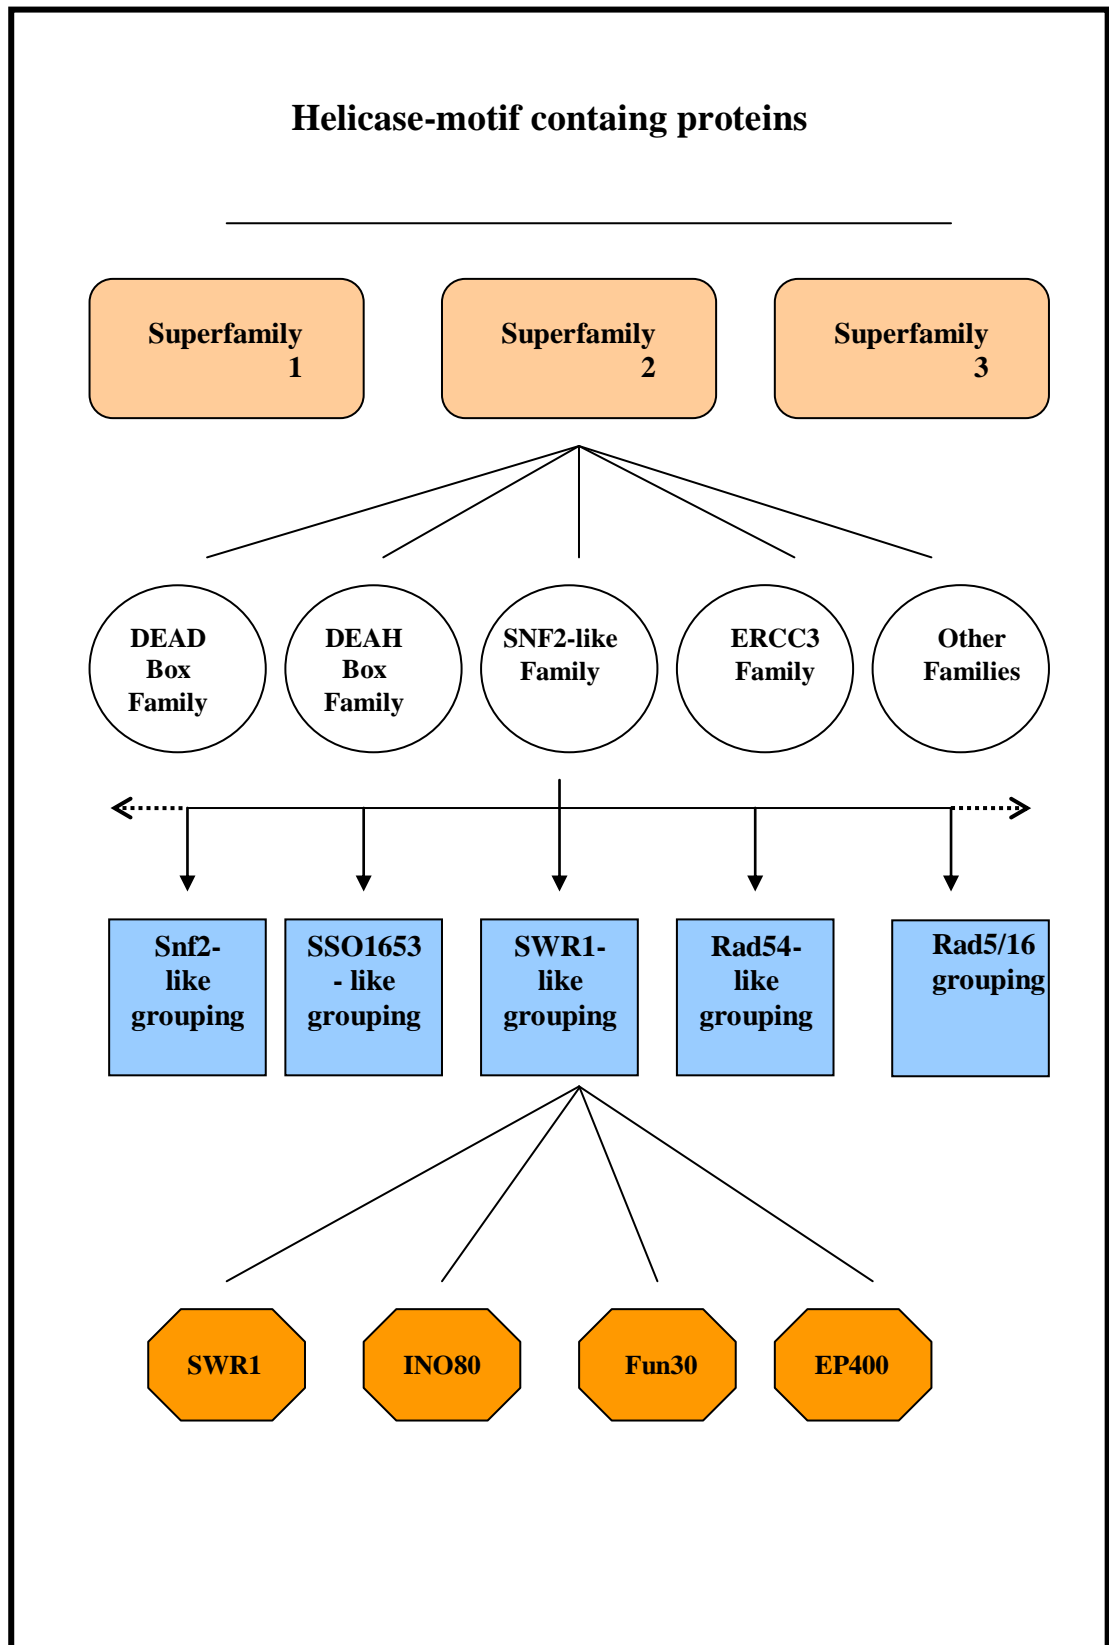 Helicase-motif containg proteins
Superfamily
1
Superfamily
2
Superfamily
3
DEAD
Box
Family
DEAH
Box
Family
SNF2-like
Family
ERCC3
Family
Other
Families
Snf2-
like
grouping
SSO1653
- like
grouping
SWR1-
like
grouping
Rad54-
like
grouping
Rad5/16
grouping
SWR1
INO80
Fun30
EP400